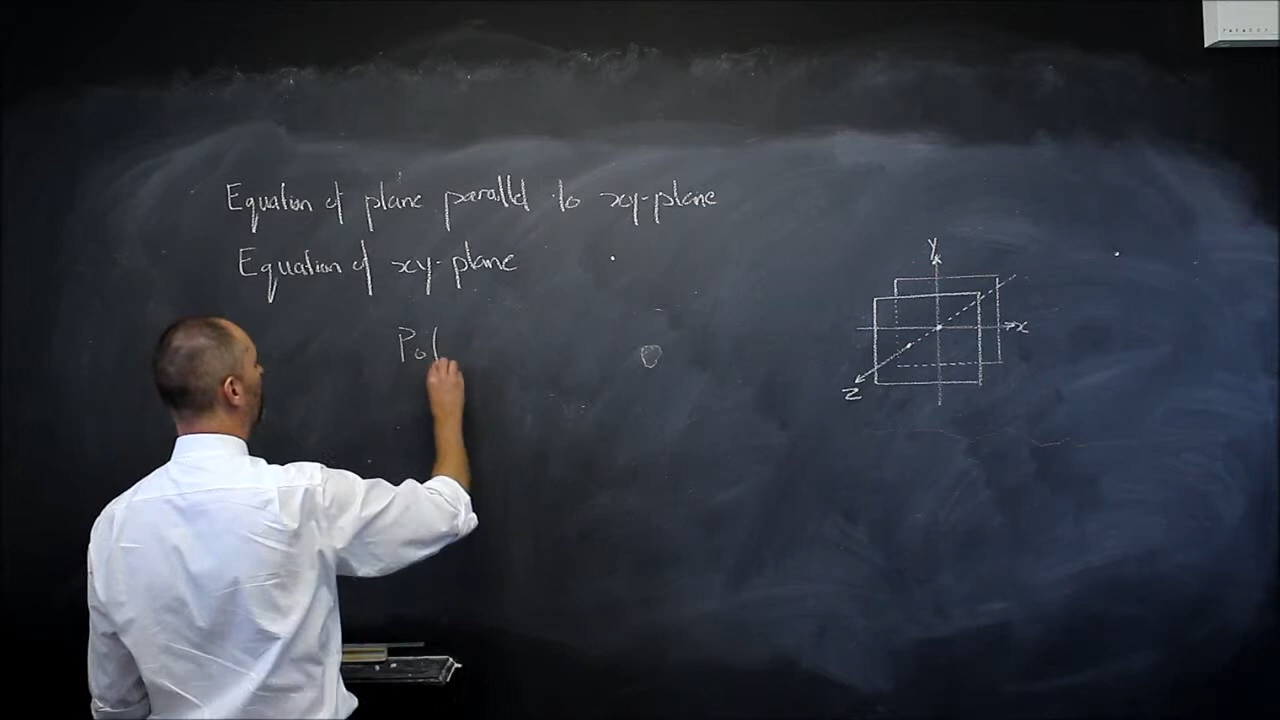 Equation of plane parallel to xy-plane
Equation of xy-plane
P₀(
y
x
z